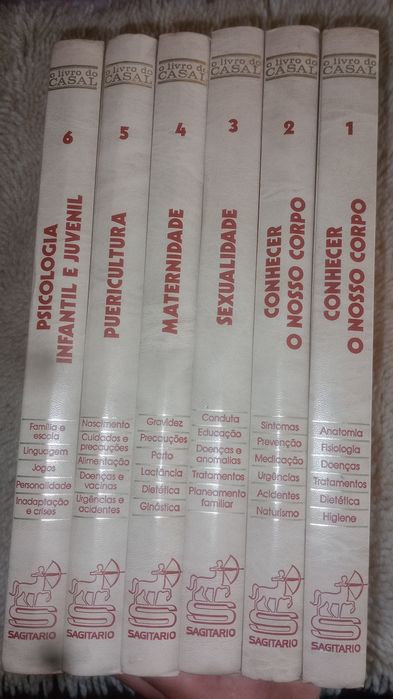 o livro do
CASAL
6
PSICOLOGIA
INFANTIL E JUVENIL
Família e
escola
Linguagem
Jogos
Personalidade
Inadaptação
e crises
SAGITARIO
o livro do
CASAL
5
PUERICULTURA
Nascimento
Cuidados e
precauções
Alimentação
Doenças e
vacinas
Urgências e
acidentes
SAGITARIO
o livro do
CASAL
4
MATERNIDADE
Gravidez
Precauções
Parto
Lactância
Dietética
Ginástica
SAGITARIO
o livro do
CASAL
3
SEXUALIDADE
Conduta
Educação
Doenças e
anomalias
Tratamentos
Planeamento
familiar
SAGITARIO
o livro do
CASAL
2
CONHECER
O NOSSO CORPO
Sintomas
Prevenção
Medicação
Urgências
Acidentes
Naturismo
SAGITARIO
o livro do
CASAL
1
CONHECER
O NOSSO CORPO
Anatomia
Fisiologia
Doenças
Tratamentos
Dietética
Higiene
SAGITARIO